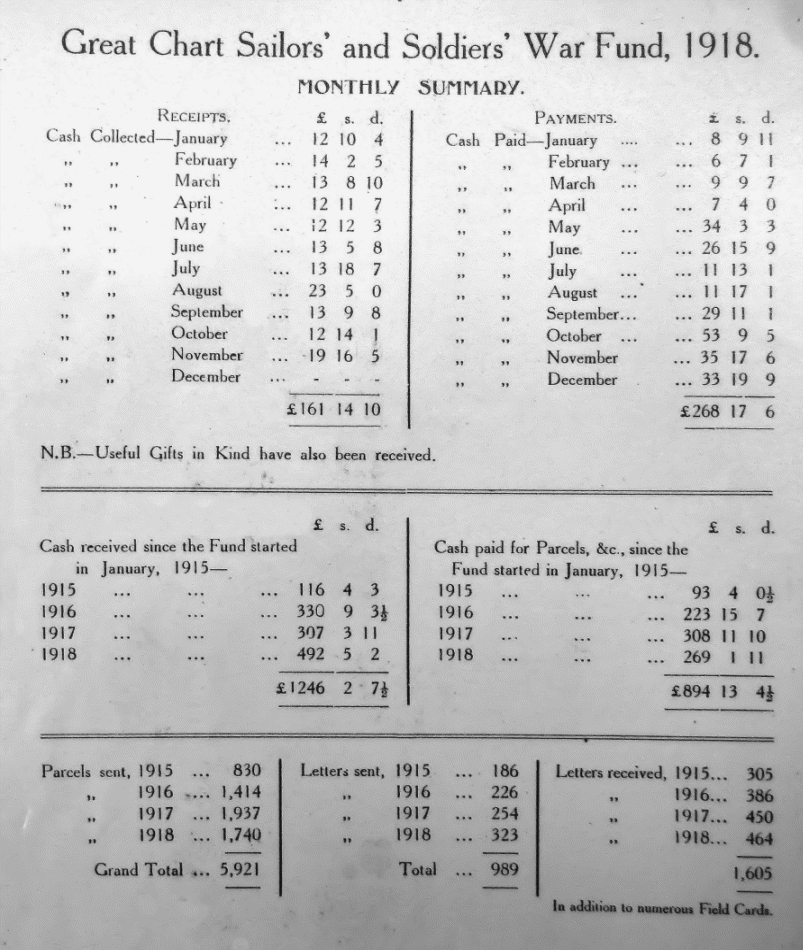 Great Chart Sailors' and Soldiers' War Fund, 1918.
MONTHLY SUMMARY.
RECEIPTS. £ s. d.
Cash Collected—January ... 12 10 4
„ „ February ... 14 2 5
„ „ March ... 13 8 10
„ „ April ... 12 11 7
„ „ May ... 12 12 3
„ „ June ... 13 5 8
„ „ July ... 13 18 7
„ „ August ... 23 5 0
„ „ September ... 13 9 8
„ „ October ... 12 14 1
„ „ November ... 19 16 5
„ „ December ... - - -
£161 14 10
PAYMENTS. £ s. d.
Cash Paid—January .... ... 8 9 11
„ „ February ... ... 6 7 1
„ „ March ... ... 9 9 7
„ „ April ... ... 7 4 0
„ „ May ... ... 34 3 3
„ „ June ... ... 26 15 9
„ „ July ... ... 11 13 1
„ „ August ... ... 11 17 1
„ „ September... ... 29 11 1
„ „ October ... ... 53 9 5
„ „ November ... 35 17 6
„ „ December ... 33 19 9
£268 17 6
N.B.—Useful Gifts in Kind have also been received.
£ s. d.
Cash received since the Fund started
in January, 1915—
1915 ... ... ... 116 4 3
1916 ... ... ... 330 9 3½
1917 ... ... ... 307 3 11
1918 ... ... ... 492 5 2
£1246 2 7½
£ s. d.
Cash paid for Parcels, &c., since the
Fund started in January, 1915—
1915 ... ... ... 93 4 0½
1916 ... ... ... 223 15 7
1917 ... ... ... 308 11 10
1918 ... ... ... 269 1 11
£894 13 4½
Parcels sent, 1915 ... 830
„ 1916 .... 1,414
„ 1917 ... 1,937
„ 1918 ... 1,740
Grand Total ... 5,921
Letters sent, 1915 ... 186
„ 1916 ... 226
„ 1917 ... 254
„ 1918 ... 323
Total ... 989
Letters received, 1915... 305
„ 1916... 386
„ 1917... 450
„ 1918... 464
1,605
In addition to numerous Field Cards.